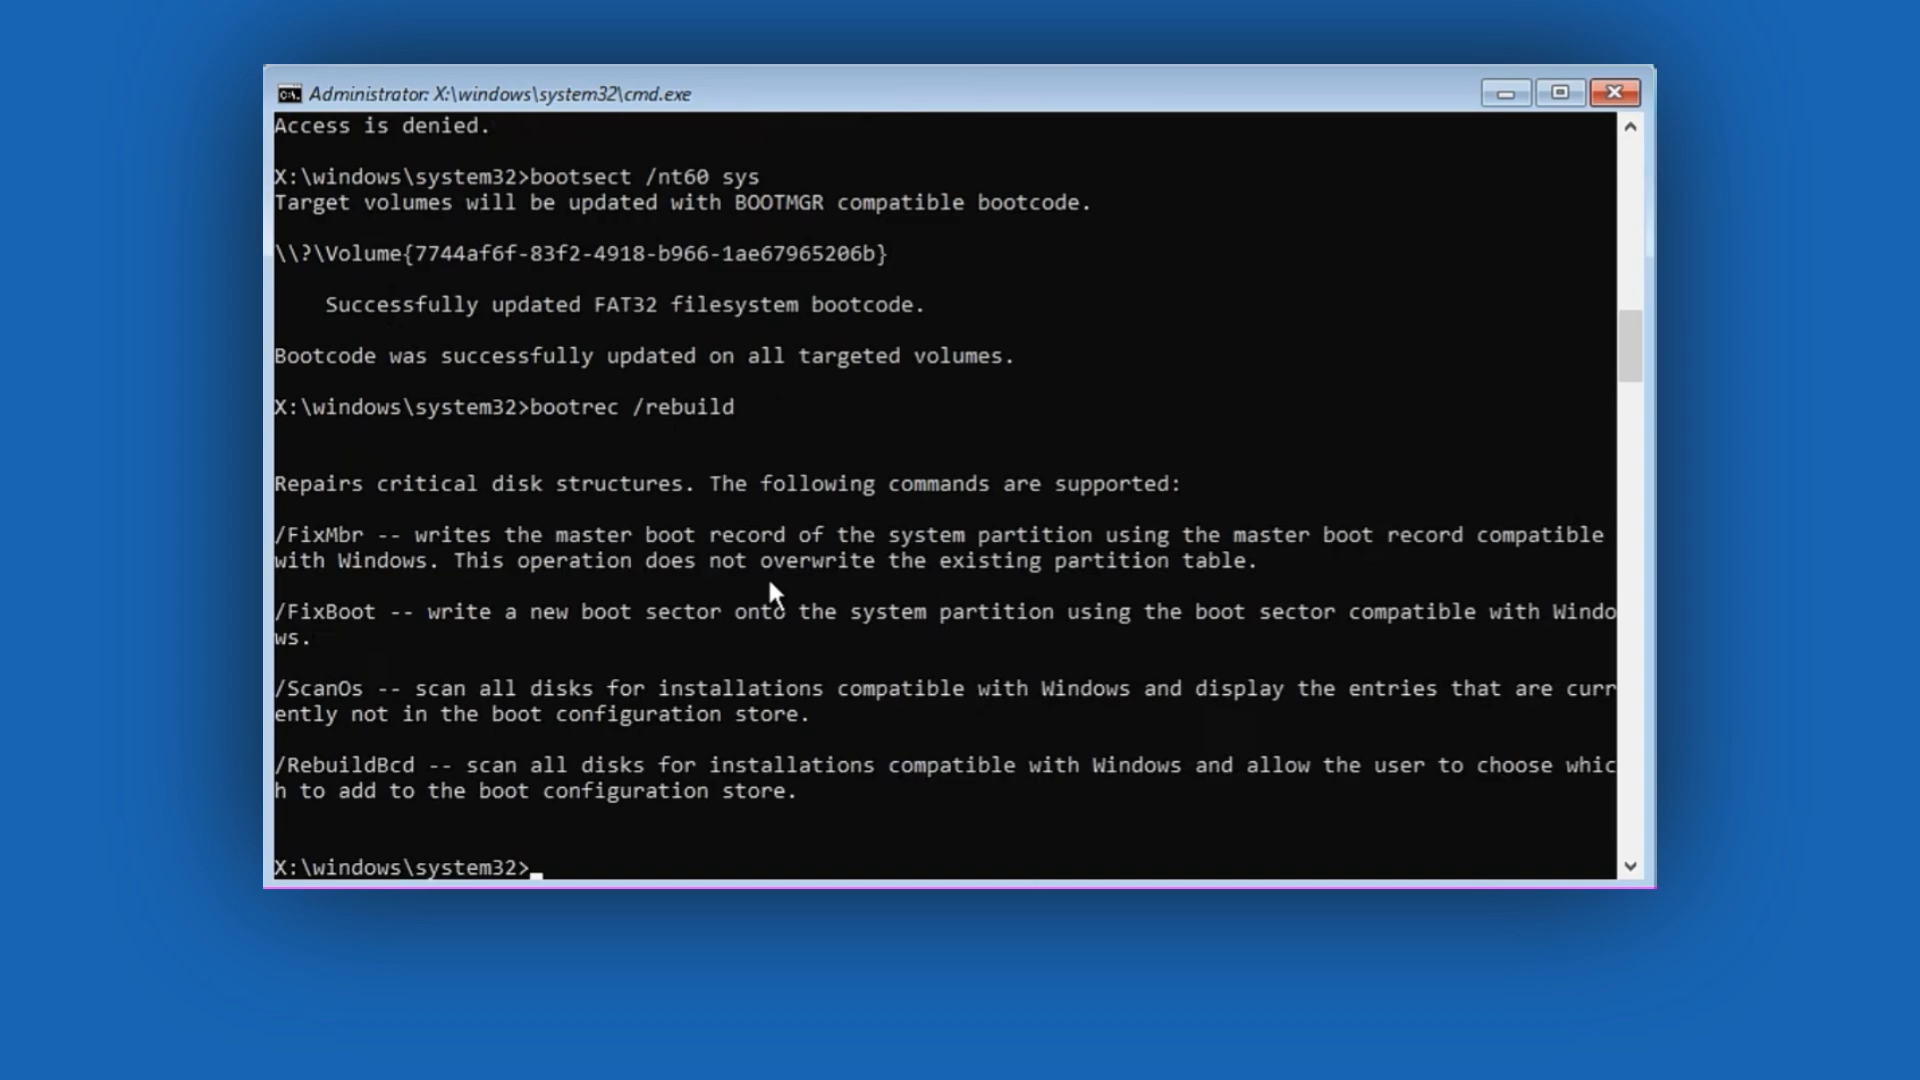 Administrator: X:\windows\system32\cmd.exe
Access is denied.
X:\windows\system32>bootsect /nt60 sys
Target volumes will be updated with BOOTMGR compatible bootcode.
\\?\Volume{7744af6f-83f2-4918-b966-1ae67965206b}
Successfully updated FAT32 filesystem bootcode.
Bootcode was successfully updated on all targeted volumes.
X:\windows\system32>bootrec /rebuild
Repairs critical disk structures. The following commands are supported:
/FixMbr -- writes the master boot record of the system partition using the master boot record compatible
with Windows. This operation does not overwrite the existing partition table.
/FixBoot -- write a new boot sector onto the system partition using the boot sector compatible with Windo
ws.
/ScanOs -- scan all disks for installations compatible with Windows and display the entries that are curr
ently not in the boot configuration store.
/RebuildBcd -- scan all disks for installations compatible with Windows and allow the user to choose whic
h to add to the boot configuration store.
X:\windows\system32>